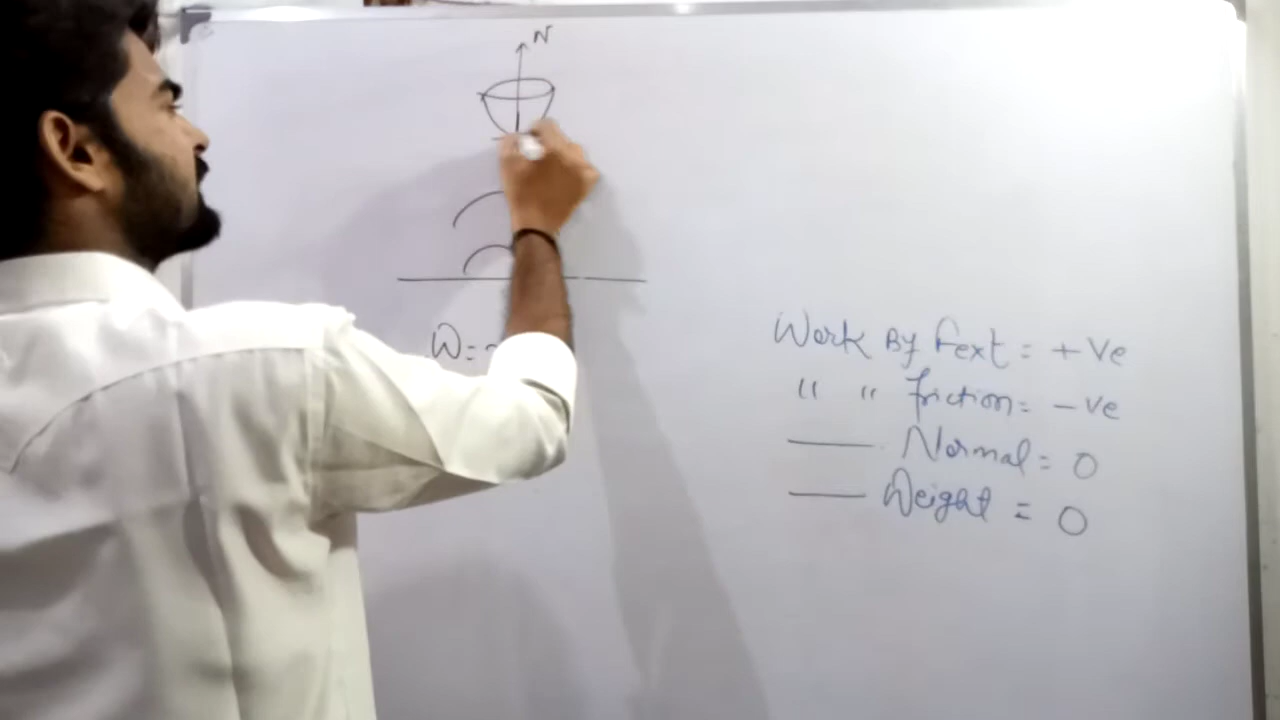 N
W=
Work By Fext = +Ve
" " friction = -ve
—— Normal = 0
—— Weight = 0